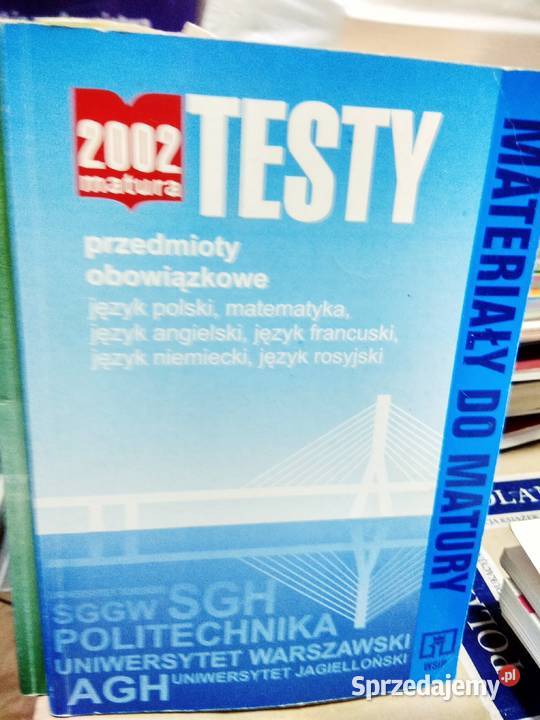 2002
matura
TESTY
przedmioty
obowiązkowe
język polski, matematyka,
język angielski, język francuski,
język niemiecki, język rosyjski
MATERIAŁY DO MATURY
SGGW SGH
POLITECHNIKA
UNIWERSYTET WARSZAWSKI
AGH UNIWERSYTET JAGIELLOŃSKI
WSiP
Sprzedajemy.pl